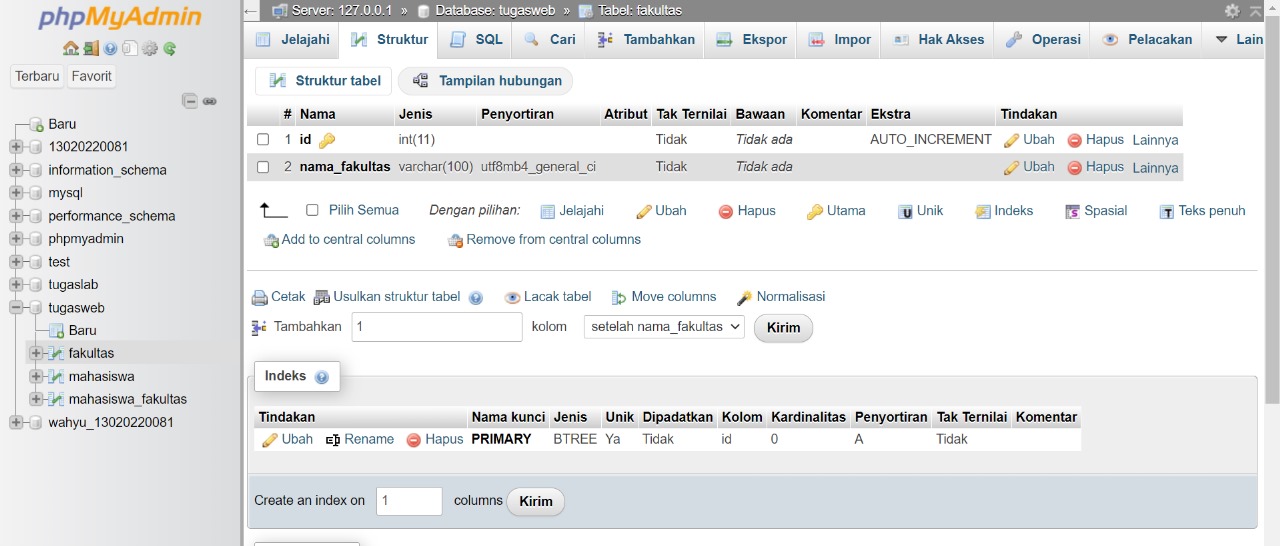 phpMyAdmin
Terbaru Favorit
Baru
13020220081
information_schema
mysql
performance_schema
phpmyadmin
test
tugaslab
tugasweb
Baru
fakultas
mahasiswa
mahasiswa_fakultas
wahyu_13020220081
Server: 127.0.0.1 » Database: tugasweb » Tabel: fakultas
Jelajahi Struktur SQL Cari Tambahkan Ekspor Impor Hak Akses Operasi Pelacakan Lain
Struktur tabel Tampilan hubungan
# Nama Jenis Penyortiran Atribut Tak Ternilai Bawaan Komentar Ekstra Tindakan
1 id int(11) Tidak Tidak ada AUTO_INCREMENT Ubah Hapus Lainnya
2 nama_fakultas varchar(100) utf8mb4_general_ci Tidak Tidak ada Ubah Hapus Lainnya
Pilih Semua Dengan pilihan: Jelajahi Ubah Hapus Utama Unik Indeks Spasial Teks penuh
Add to central columns Remove from central columns
Cetak Usulkan struktur tabel Lacak tabel Move columns Normalisasi
Tambahkan 1 kolom setelah nama_fakultas Kirim
Indeks
Tindakan Nama kunci Jenis Unik Dipadatkan Kolom Kardinalitas Penyortiran Tak Ternilai Komentar
Ubah Rename Hapus PRIMARY BTREE Ya Tidak id 0 A Tidak
Create an index on 1 columns Kirim